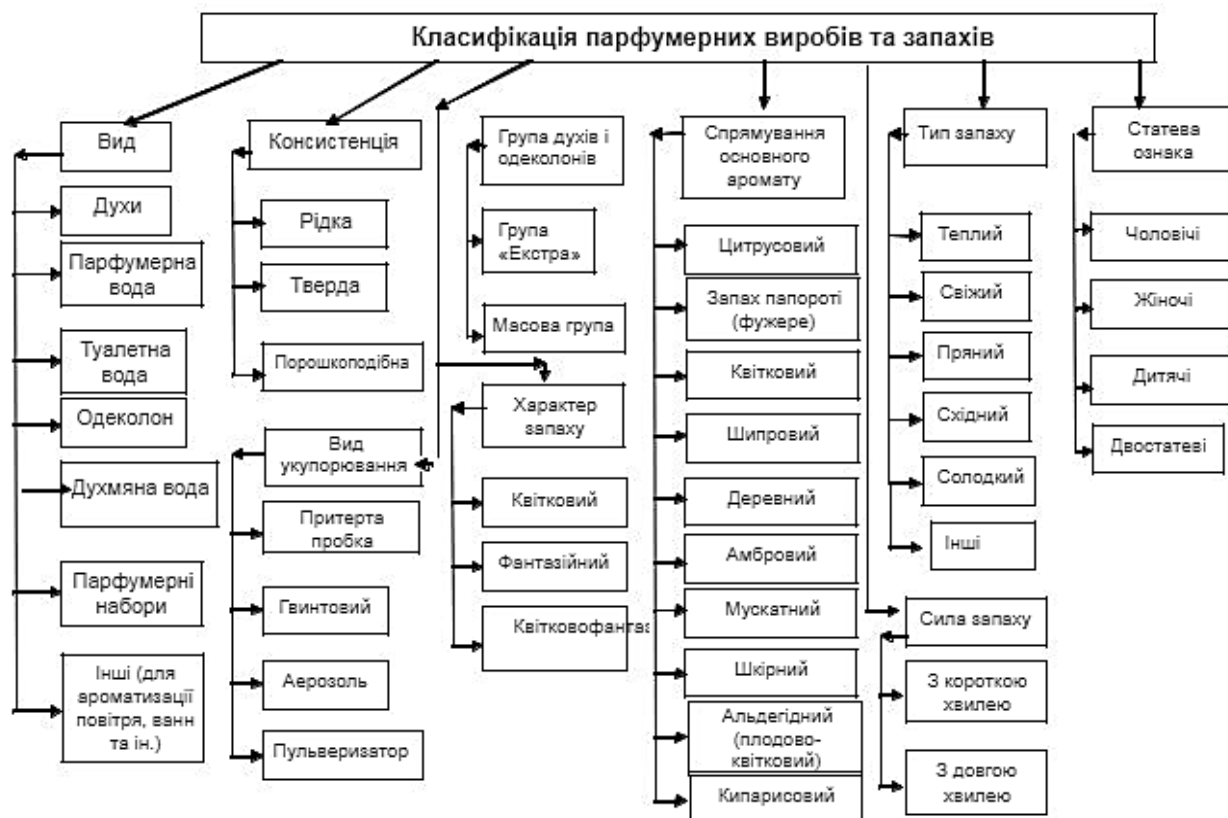 Класифікація парфумерних виробів та запахів
Вид
Духи
Парфумерна
вода
Туалетна
вода
Одеколон
Духмяна вода
Парфумерні
набори
Інші (для
ароматизації
повітря, ванн
та ін.)
Консистенція
Рідка
Тверда
Порошкоподібна
Вид
укупорювання
Притерта
пробка
Гвинтовий
Аерозоль
Пульверизатор
Група духів і
одеколонів
Група
«Екстра»
Масова група
Характер
запаху
Квітковий
Фантазійний
Квітковофантаз
Спрямування
основного
аромату
Цитрусовий
Запах папороті
(фужере)
Квітковий
Шипровий
Деревний
Амбровий
Мускатний
Шкірний
Альдегідний
(плодово-
квітковий)
Кипарисовий
Тип запаху
Теплий
Свіжий
Пряний
Східний
Солодкий
Інші
Сила запаху
З короткою
хвилею
З довгою
хвилею
Статева
ознака
Чоловічі
Жіночі
Дитячі
Двостатеві